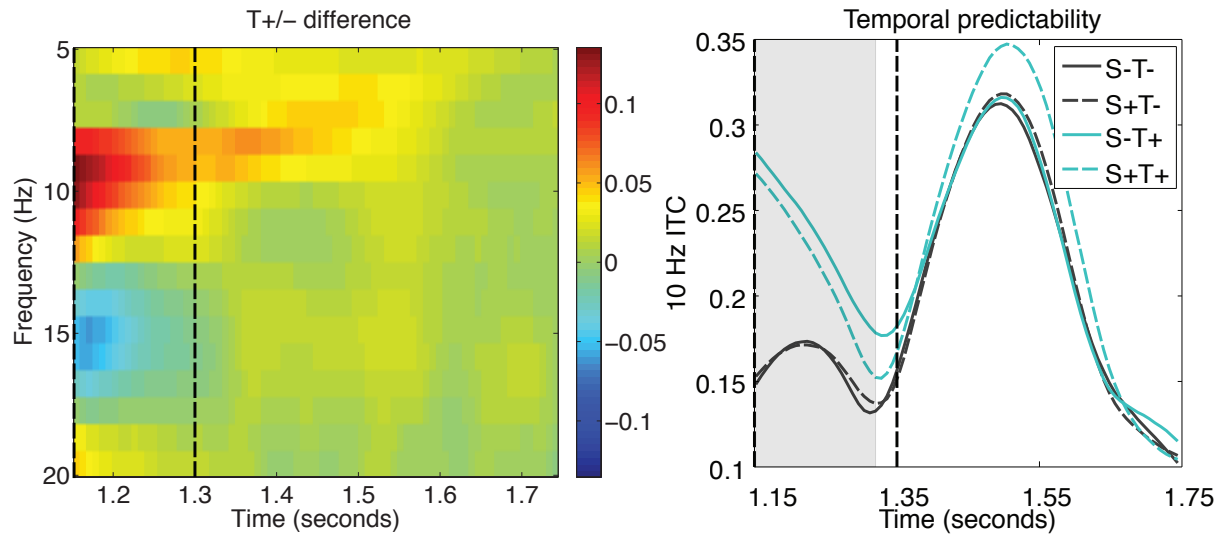 T+/− difference
5
10
15
20
Frequency (Hz)
1.2 1.3 1.4 1.5 1.6 1.7
Time (seconds)
0.1
0.05
0
−0.05
−0.1
Temporal predictability
0.35
0.3
0.25
0.2
0.15
0.1
10 Hz ITC
1.15 1.35 1.55 1.75
Time (seconds)
S-T-
S+T-
S-T+
S+T+